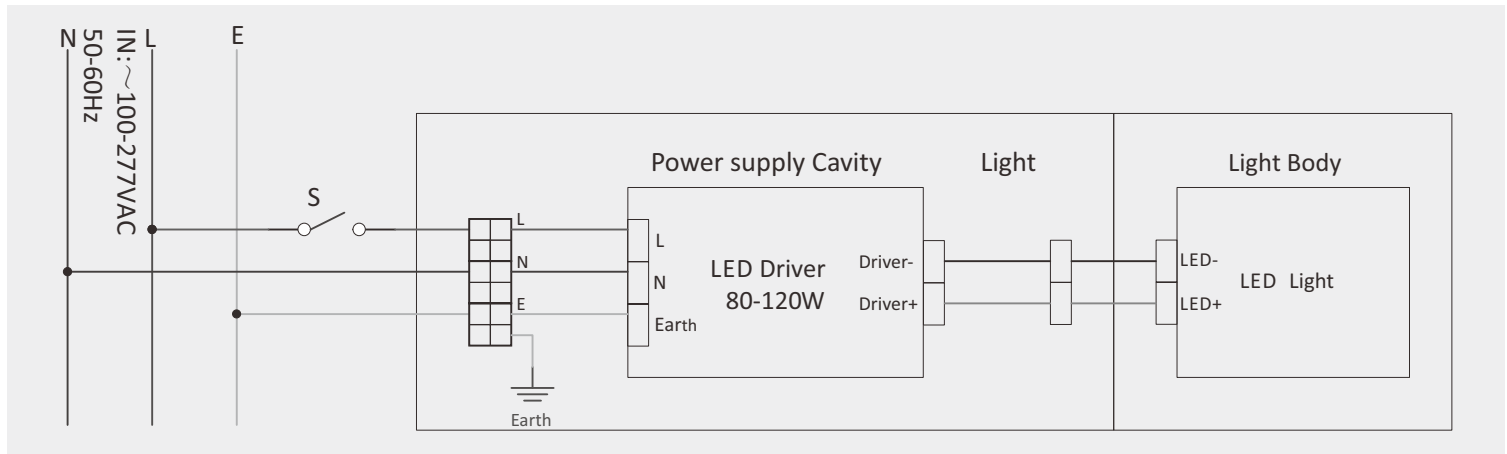 N
L
E
IN:～100-277VAC
50-60Hz
S
Power supply Cavity
Light
Light Body
L
N
E
L
N
Earth
LED Driver
80-120W
Driver-
Driver+
LED-
LED+
LED Light
Earth